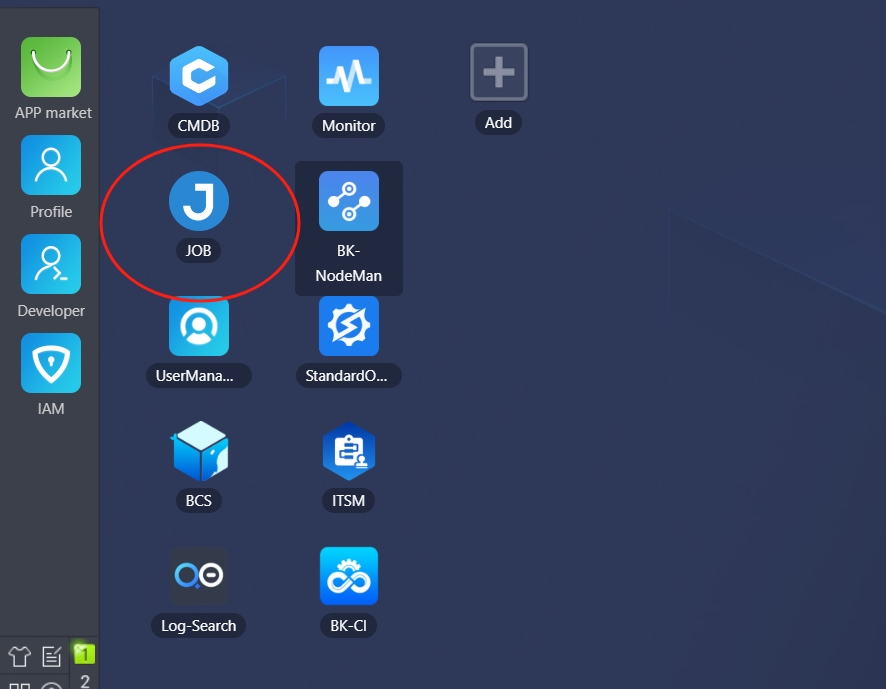 APP market
Profile
Developer
IAM
CMDB
Monitor
Add
J
JOB
BK-
NodeMan
UserMana...
StandardO...
BCS
ITSM
Log-Search
BK-CI
1
2